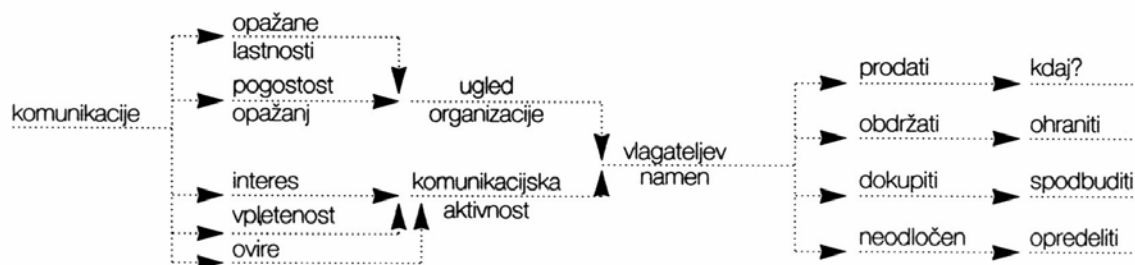 komunikacije
opažane
lastnosti
pogostost
opažanj
interes
vpletenost
ovire
ugled
organizacije
komunikacijska
aktivnost
vlagateljev
namen
prodati
obdržati
dokupiti
neodločen
kdaj?
ohraniti
spodbuditi
opredeliti